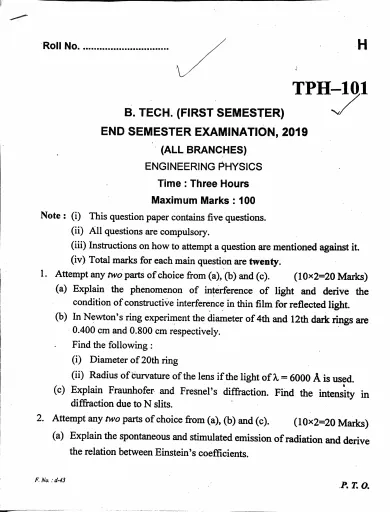 Roll No. ...............................
H
TPH–101
B. TECH. (FIRST SEMESTER)
END SEMESTER EXAMINATION, 2019
(ALL BRANCHES)
ENGINEERING PHYSICS
Time : Three Hours
Maximum Marks : 100
Note : (i) This question paper contains five questions.
(ii) All questions are compulsory.
(iii) Instructions on how to attempt a question are mentioned against it.
(iv) Total marks for each main question are twenty.
1. Attempt any two parts of choice from (a), (b) and (c). (10×2=20 Marks)
(a) Explain the phenomenon of interference of light and derive the
condition of constructive interference in thin film for reflected light.
(b) In Newton's ring experiment the diameter of 4th and 12th dark rings are
0.400 cm and 0.800 cm respectively.
Find the following :
(i) Diameter of 20th ring
(ii) Radius of curvature of the lens if the light of λ = 6000 Å is used.
(c) Explain Fraunhofer and Fresnel's diffraction. Find the intensity in
diffraction due to N slits.
2. Attempt any two parts of choice from (a), (b) and (c). (10×2=20 Marks)
(a) Explain the spontaneous and stimulated emission of radiation and derive
the relation between Einstein's coefficients.
F. No. : d-43
P. T. O.